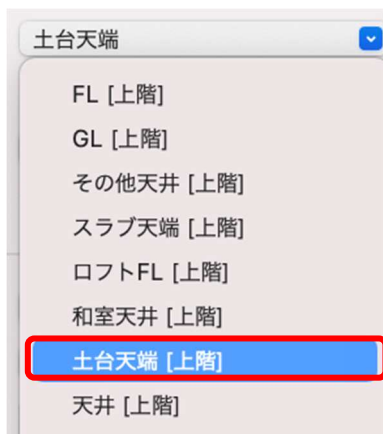 土台天端
FL [上階]
GL [上階]
その他天井 [上階]
スラブ天端 [上階]
ロフトFL [上階]
和室天井 [上階]
土台天端 [上階]
天井 [上階]